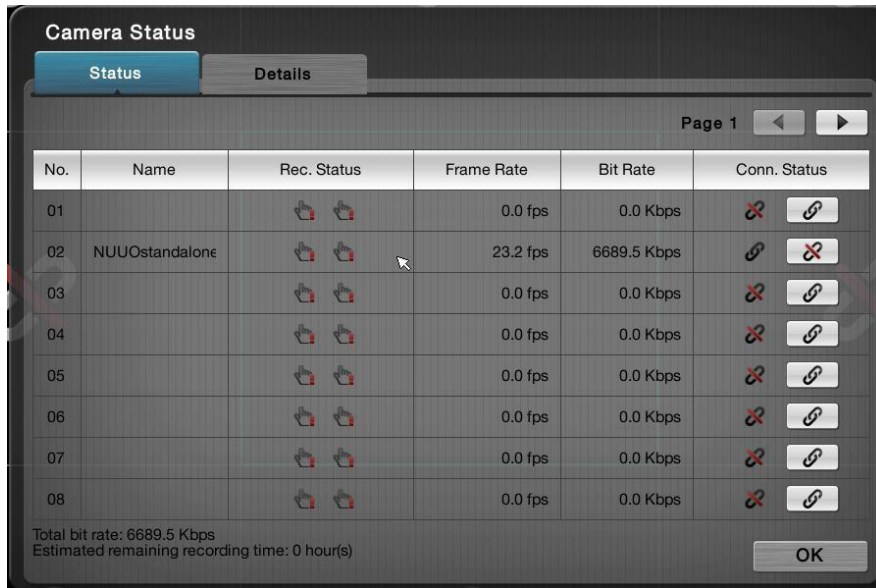 Camera Status
Status Details
Page 1
No. Name Rec. Status Frame Rate Bit Rate Conn. Status
01 0.0 fps 0.0 Kbps
02 NUUOstandalone 23.2 fps 6689.5 Kbps
03 0.0 fps 0.0 Kbps
04 0.0 fps 0.0 Kbps
05 0.0 fps 0.0 Kbps
06 0.0 fps 0.0 Kbps
07 0.0 fps 0.0 Kbps
08 0.0 fps 0.0 Kbps
Total bit rate: 6689.5 Kbps
Estimated remaining recording time: 0 hour(s)
OK